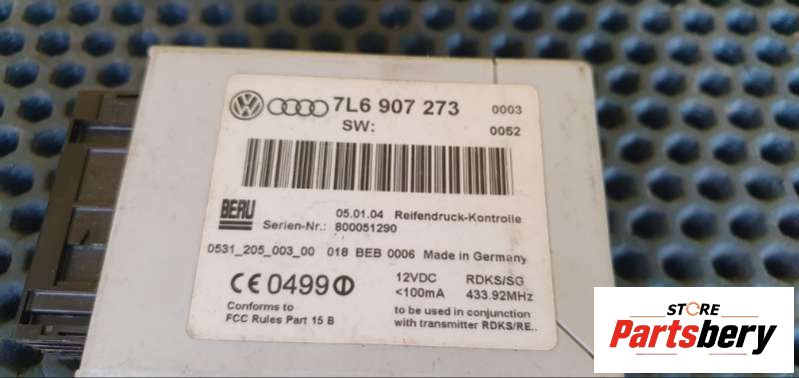 7L6 907 273 0003
SW: 0052
BERU
05.01.04 Reifendruck-Kontrolle
Serien-Nr.: 800051290
0531_205_003_00 018 BEB 0006 Made in Germany
CE 0499
12VDC RDKS/SG
<100mA 433.92MHz
Conforms to
FCC Rules Part 15 B
to be used in conjunction
with transmitter RDKS/RE..
STORE
Partsbery